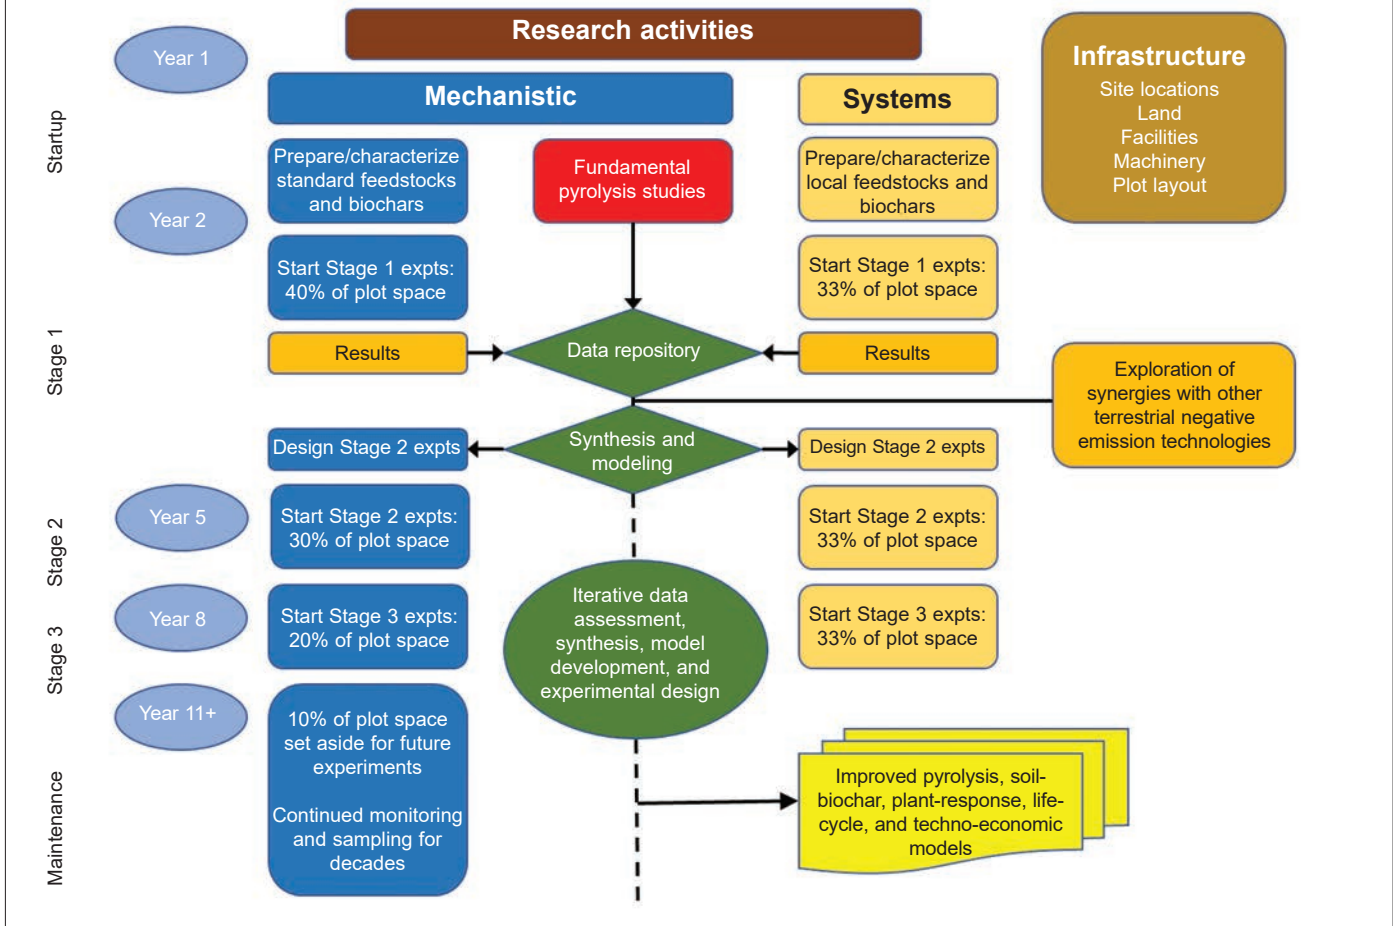 Research activities
Year 1
Infrastructure
Site locations
Land
Facilities
Machinery
Plot layout
Mechanistic
Systems
Startup
Prepare/characterize
standard feedstocks
and biochars
Fundamental
pyrolysis studies
Prepare/characterize
local feedstocks and
biochars
Year 2
Start Stage 1 expts:
40% of plot space
Start Stage 1 expts:
33% of plot space
Stage 1
Results
Data repository
Results
Exploration of
synergies with other
terrestrial negative
emission technologies
Design Stage 2 expts
Synthesis and
modeling
Design Stage 2 expts
Year 5
Start Stage 2 expts:
30% of plot space
Start Stage 2 expts:
33% of plot space
Stage 2
Year 8
Start Stage 3 expts:
20% of plot space
Iterative data
assessment,
synthesis, model
development, and
experimental design
Start Stage 3 expts:
33% of plot space
Stage 3
Year 11+
10% of plot space
set aside for future
experiments
Continued monitoring
and sampling for
decades
Improved pyrolysis, soil-
biochar, plant-response, life-
cycle, and techno-economic
models
Maintenance